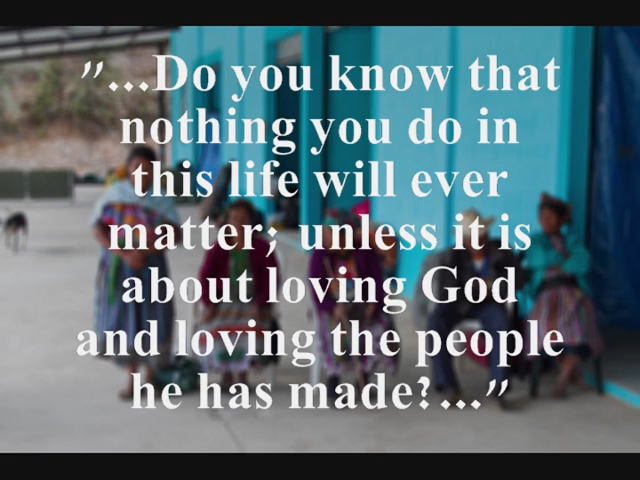 "...Do you know that
nothing you do in
this life will ever
matter; unless it is
about loving God
and loving the people
he has made?..."